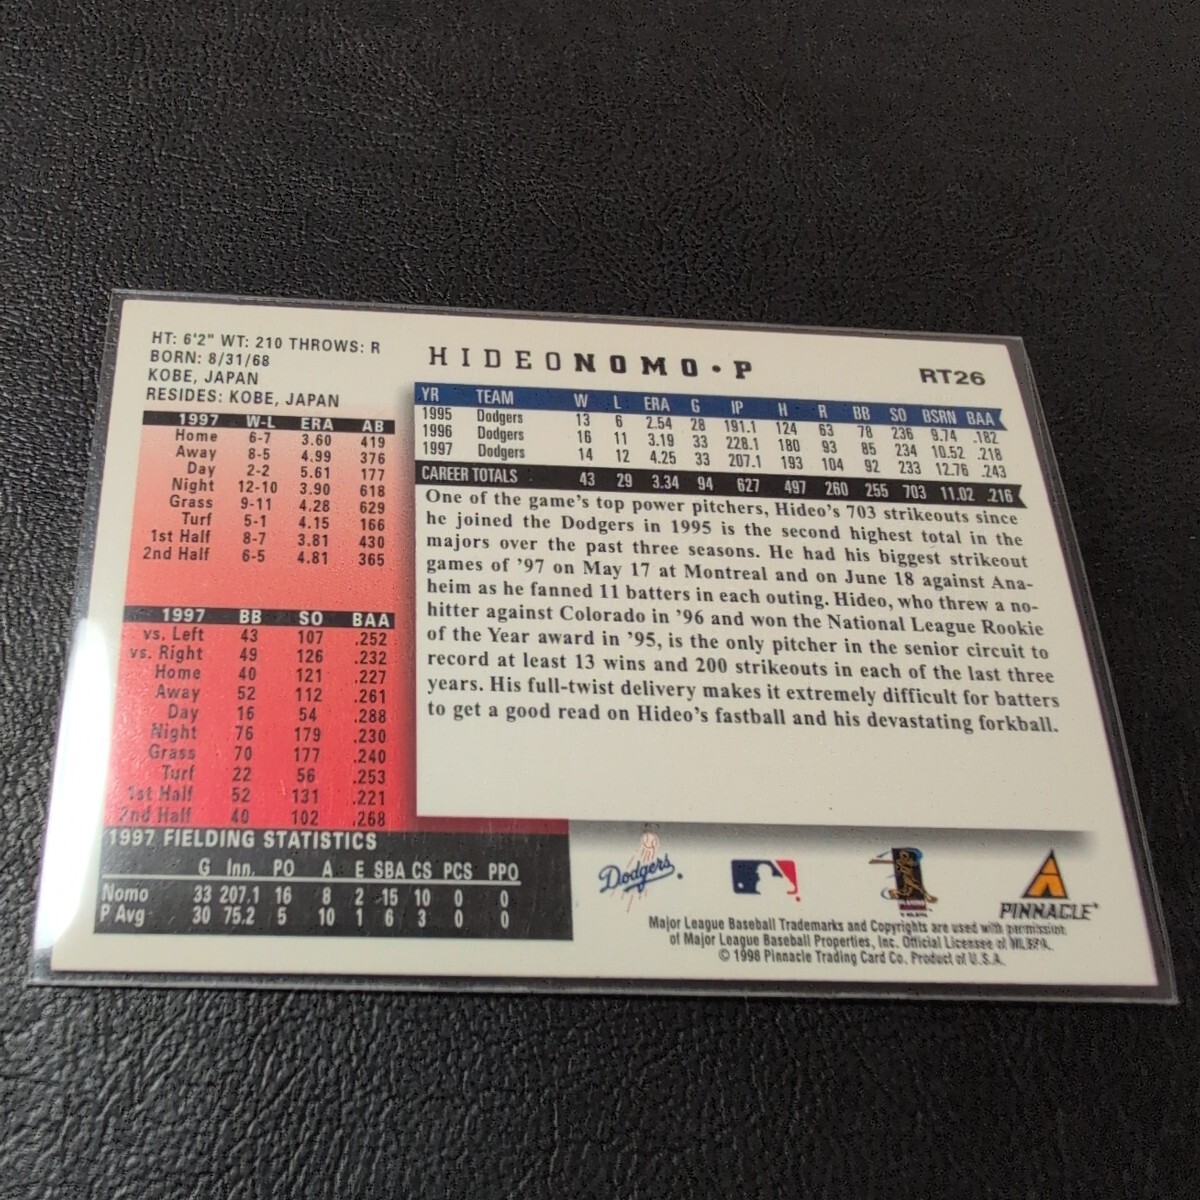 HT: 6'2" WT: 210 THROWS: R
BORN: 8/31/68
KOBE, JAPAN
RESIDES: KOBE, JAPAN
HIDEO NOMO • P
RT26
1997 W-L ERA AB
Home 6-7 3.60 419
Away 8-5 4.99 376
Day 2-2 5.61 177
Night 12-10 3.90 618
Grass 9-11 4.28 629
Turf 5-1 4.15 166
1st Half 8-7 3.81 430
2nd Half 6-5 4.81 365
1997 BB SO BAA
vs. Left 43 107 .252
vs. Right 49 126 .232
Home 40 121 .227
Away 52 112 .261
Day 16 54 .288
Night 76 179 .230
Grass 70 177 .240
Turf 22 56 .253
1st Half 52 131 .221
2nd Half 40 102 .268
YR TEAM W L ERA G IP H R BB SO BSRN BAA
1995 Dodgers 13 6 2.54 28 191.1 124 63 78 236 9.74 .182
1996 Dodgers 16 11 3.19 33 228.1 180 93 85 234 10.52 .218
1997 Dodgers 14 12 4.25 33 207.1 193 104 92 233 12.76 .243
CAREER TOTALS 43 29 3.34 94 627 497 260 255 703 11.02 .216
One of the game's top power pitchers, Hideo's 703 strikeouts since
he joined the Dodgers in 1995 is the second highest total in the
majors over the past three seasons. He had his biggest strikeout
games of '97 on May 17 at Montreal and on June 18 against Ana-
heim as he fanned 11 batters in each outing. Hideo, who threw a no-
hitter against Colorado in '96 and won the National League Rookie
of the Year award in '95, is the only pitcher in the senior circuit to
record at least 13 wins and 200 strikeouts in each of the last three
years. His full-twist delivery makes it extremely difficult for batters
to get a good read on Hideo's fastball and his devastating forkball.
1997 FIELDING STATISTICS
G Inn. PO A E SBA CS PCS PPO
Nomo 33 207.1 16 8 2 15 10 0 0
P Avg 30 75.2 5 10 1 6 3 0 0
Dodgers
PINNACLE
Major League Baseball Trademarks and Copyrights are used with permission
of Major League Baseball Properties, Inc. Official Licensee of MLBPA.
© 1998 Pinnacle Trading Card Co. Product of U.S.A.